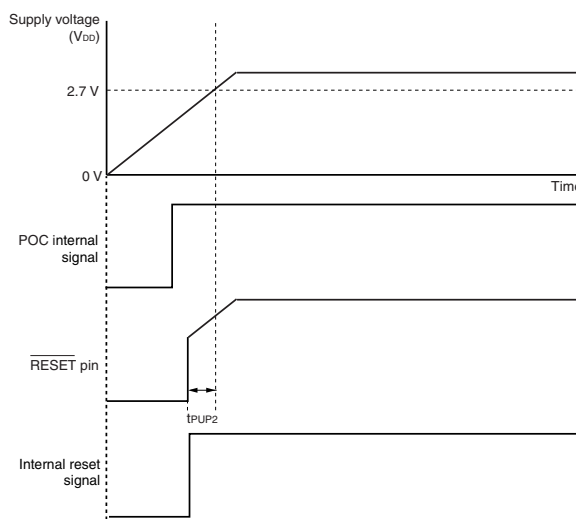 Supply voltage
(VDD)
2.7 V
0 V
Time
POC internal
signal
RESET pin
tPUP2
Internal reset
signal